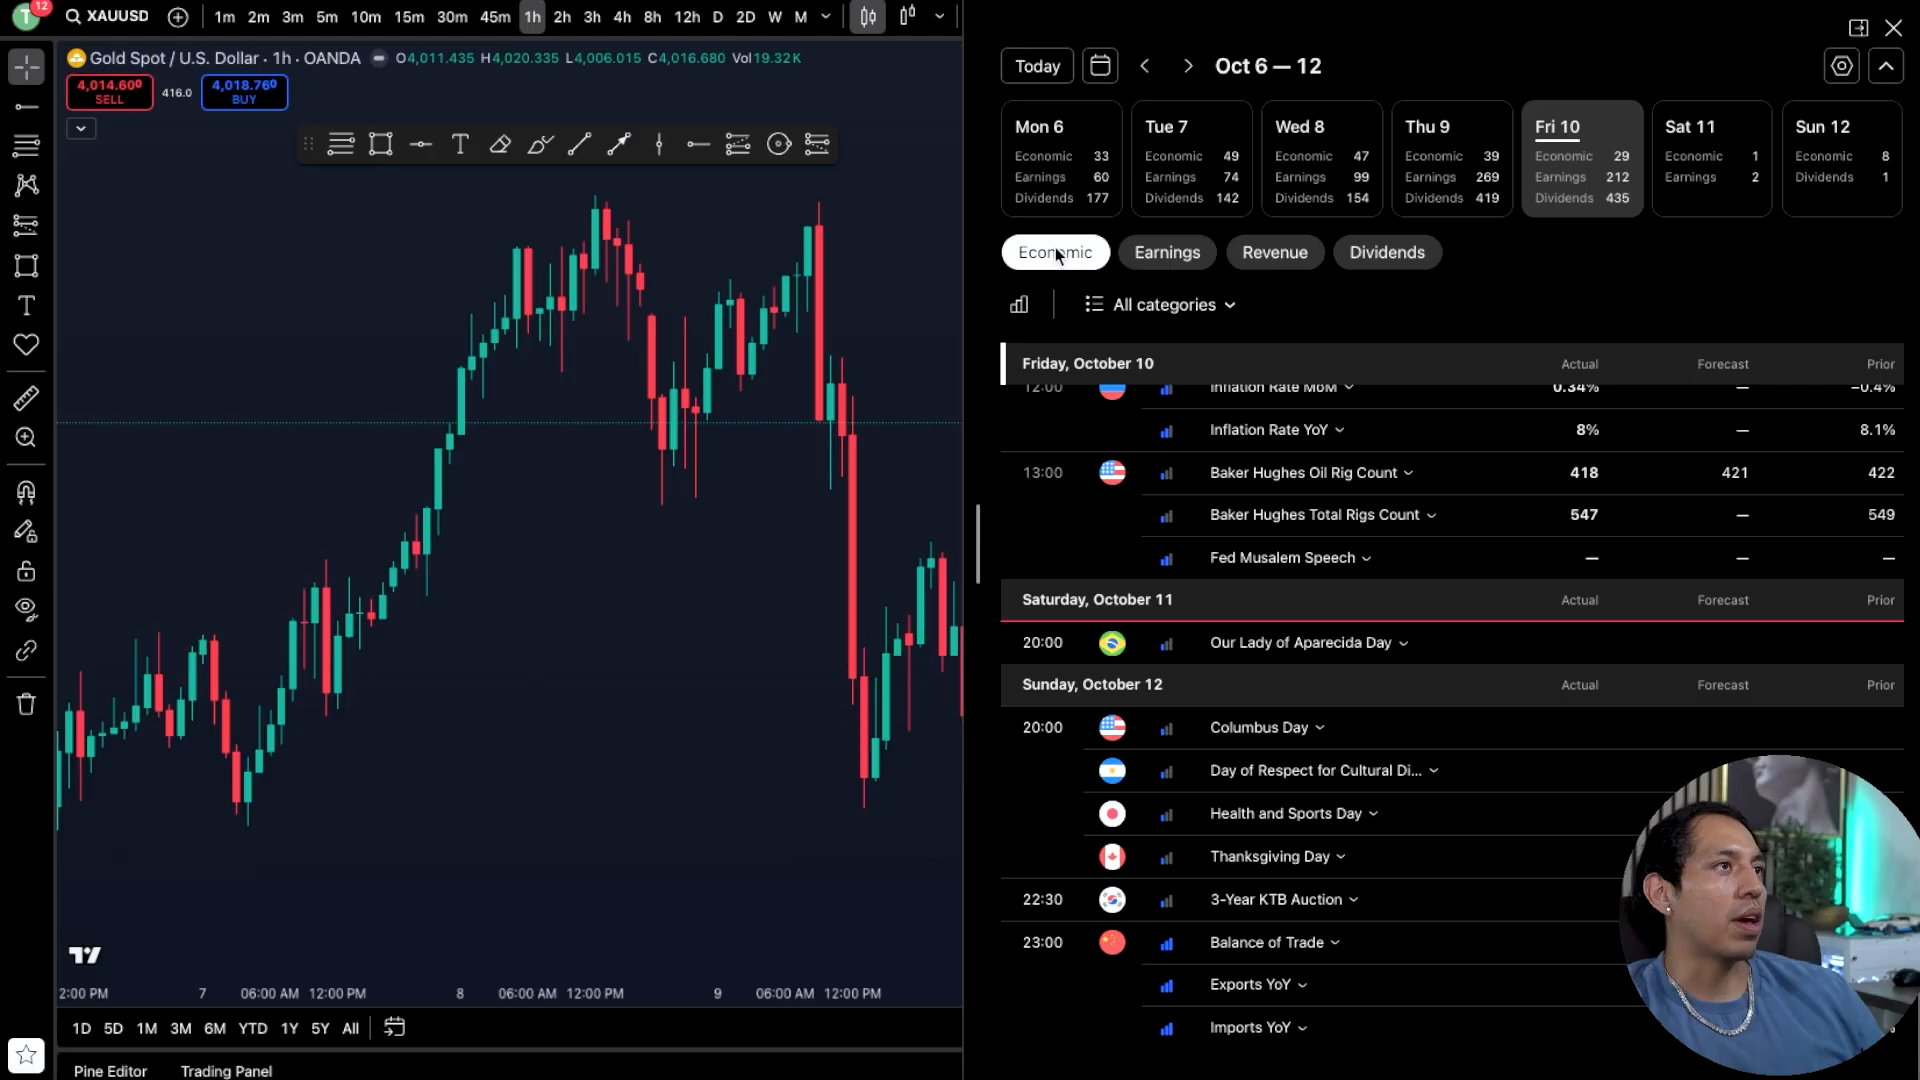 T 12 XAUUSD 1m 2m 3m 5m 10m 15m 30m 45m 1h 2h 3h 4h 8h 12h D 2D W M
Gold Spot / U.S. Dollar · 1h · OANDA O4,011.435 H4,020.335 L4,006.015 C4,016.680 Vol19.32K
4,014.600 416.0 4,018.760
SELL BUY
T
T
2:00 PM 7 06:00 AM 12:00 PM 8 06:00 AM 12:00 PM 9 06:00 AM 12:00 PM
1D 5D 1M 3M 6M YTD 1Y 5Y All
Pine Editor Trading Panel
Today Oct 6 — 12
Mon 6
Economic 33
Earnings 60
Dividends 177
Tue 7
Economic 49
Earnings 74
Dividends 142
Wed 8
Economic 47
Earnings 99
Dividends 154
Thu 9
Economic 39
Earnings 269
Dividends 419
Fri 10
Economic 29
Earnings 212
Dividends 435
Sat 11
Economic 1
Earnings 2
Sun 12
Economic 8
Dividends 1
Economic Earnings Revenue Dividends
All categories
Friday, October 10 Actual Forecast Prior
12:00 Inflation Rate MoM 0.34% — −0.4%
Inflation Rate YoY 8% — 8.1%
13:00 Baker Hughes Oil Rig Count 418 421 422
Baker Hughes Total Rigs Count 547 — 549
Fed Musalem Speech — — —
Saturday, October 11 Actual Forecast Prior
20:00 Our Lady of Aparecida Day
Sunday, October 12 Actual Forecast Prior
20:00 Columbus Day
Day of Respect for Cultural Di...
Health and Sports Day
Thanksgiving Day
22:30 3-Year KTB Auction
23:00 Balance of Trade
Exports YoY
Imports YoY